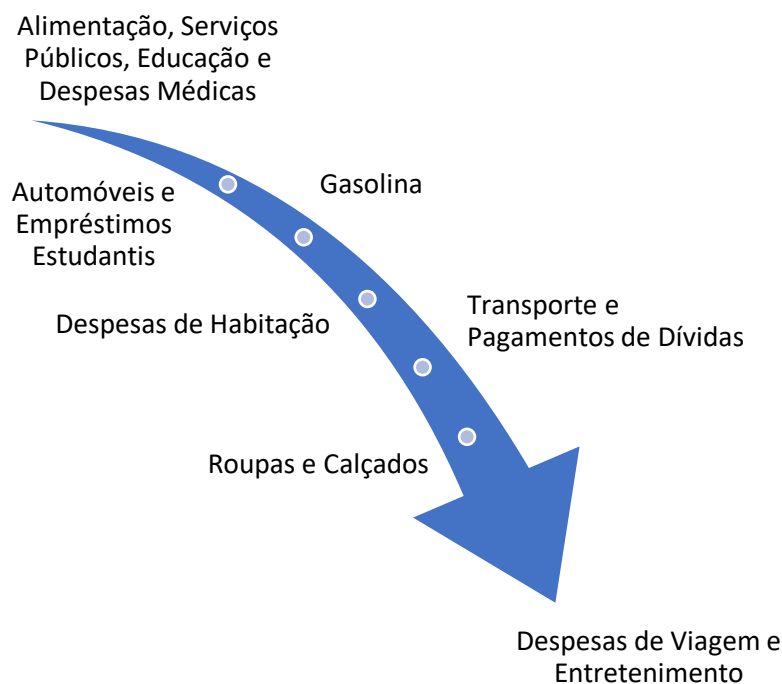 Alimentação, Serviços
Públicos, Educação e
Despesas Médicas
Automóveis e
Empréstimos
Estudantis
Gasolina
Despesas de Habitação
Transporte e
Pagamentos de Dívidas
Roupas e Calçados
Despesas de Viagem e
Entretenimento